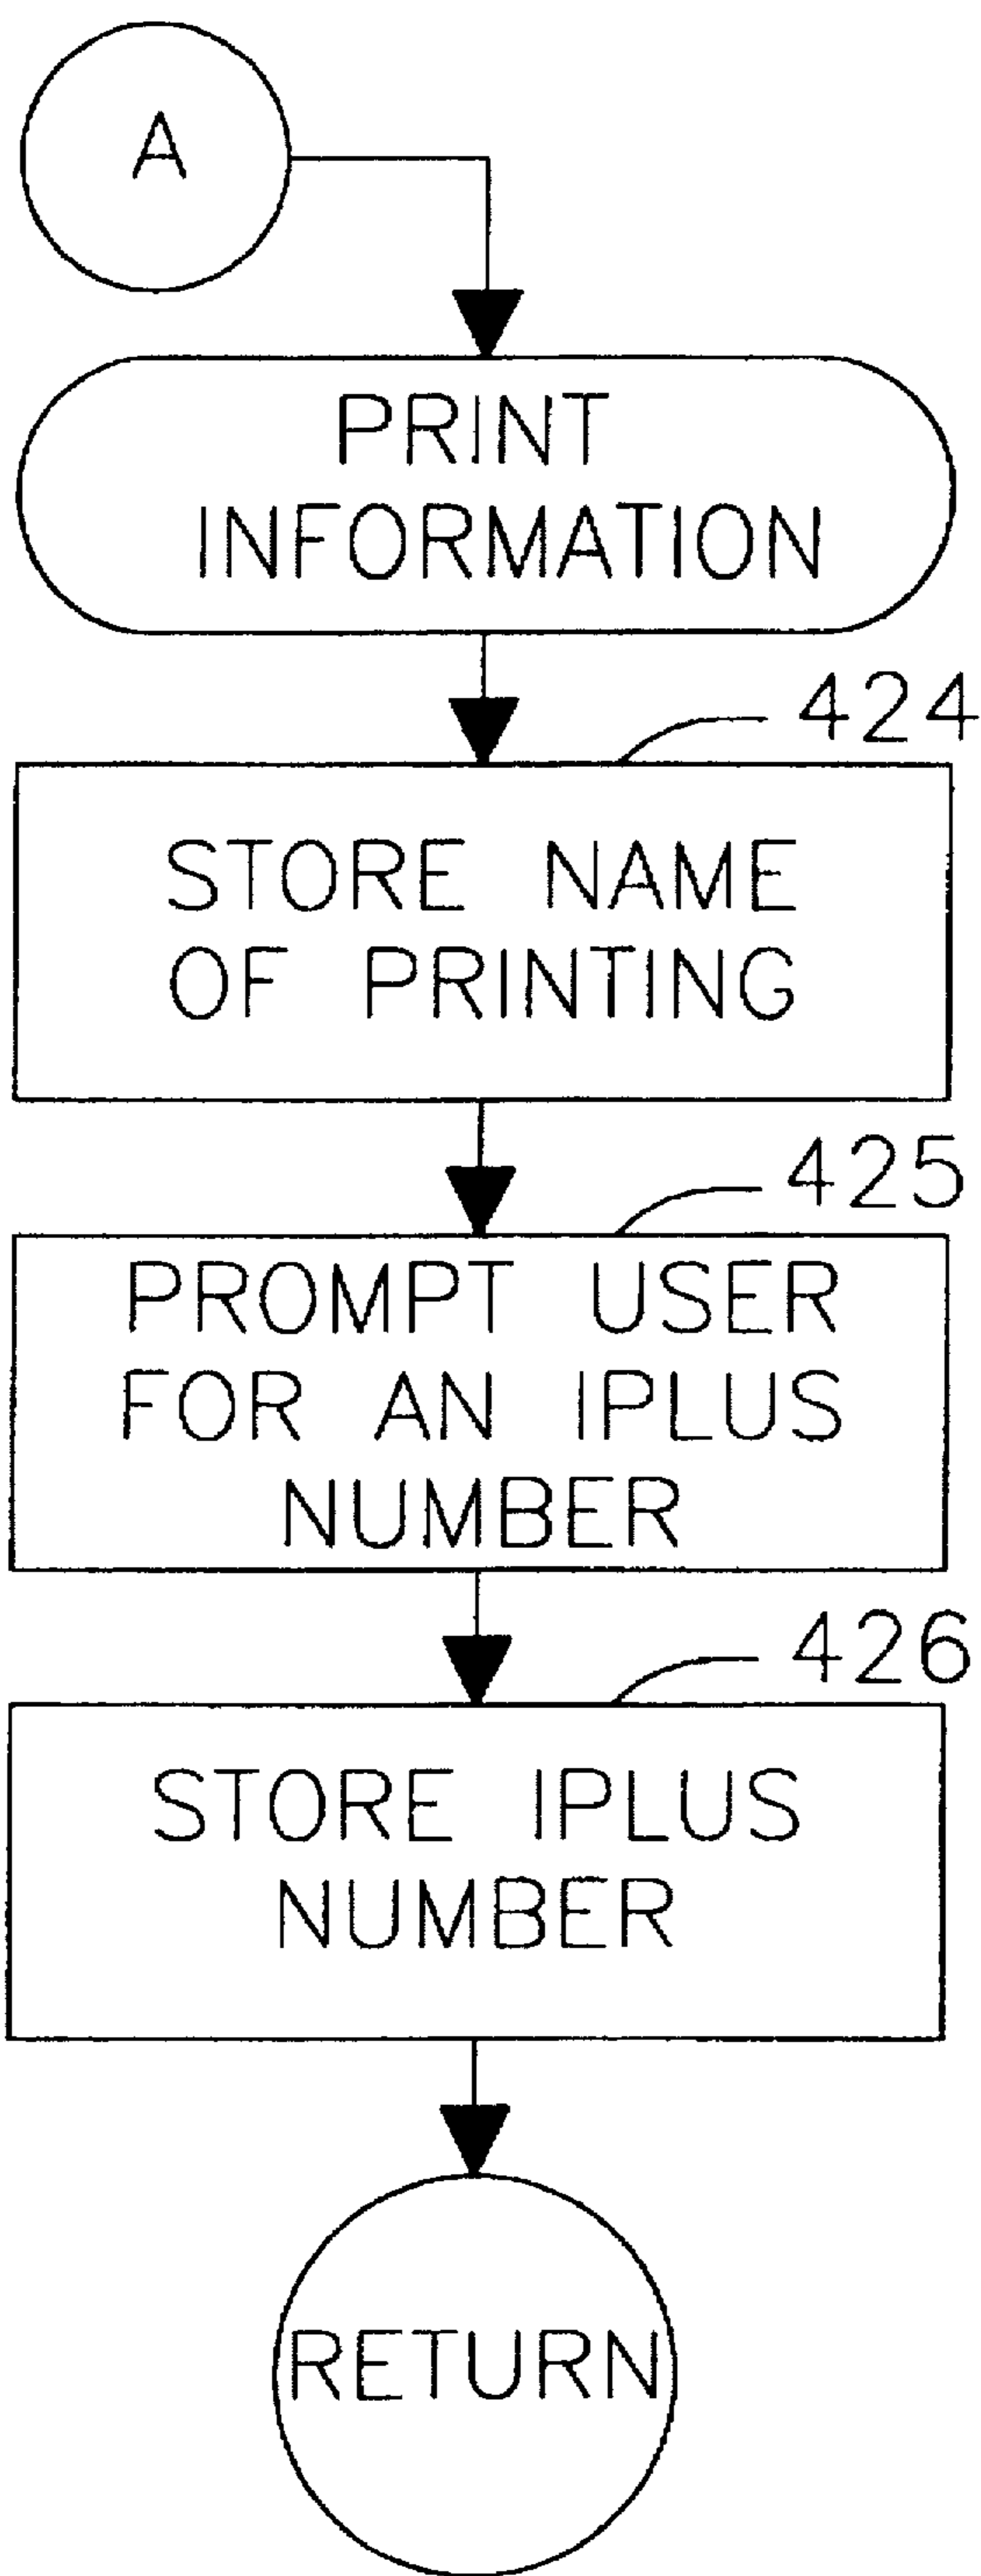 A
PRINT
INFORMATION
424
STORE NAME
OF PRINTING
425
PROMPT USER
FOR AN IPLUS
NUMBER
426
STORE IPLUS
NUMBER
RETURN